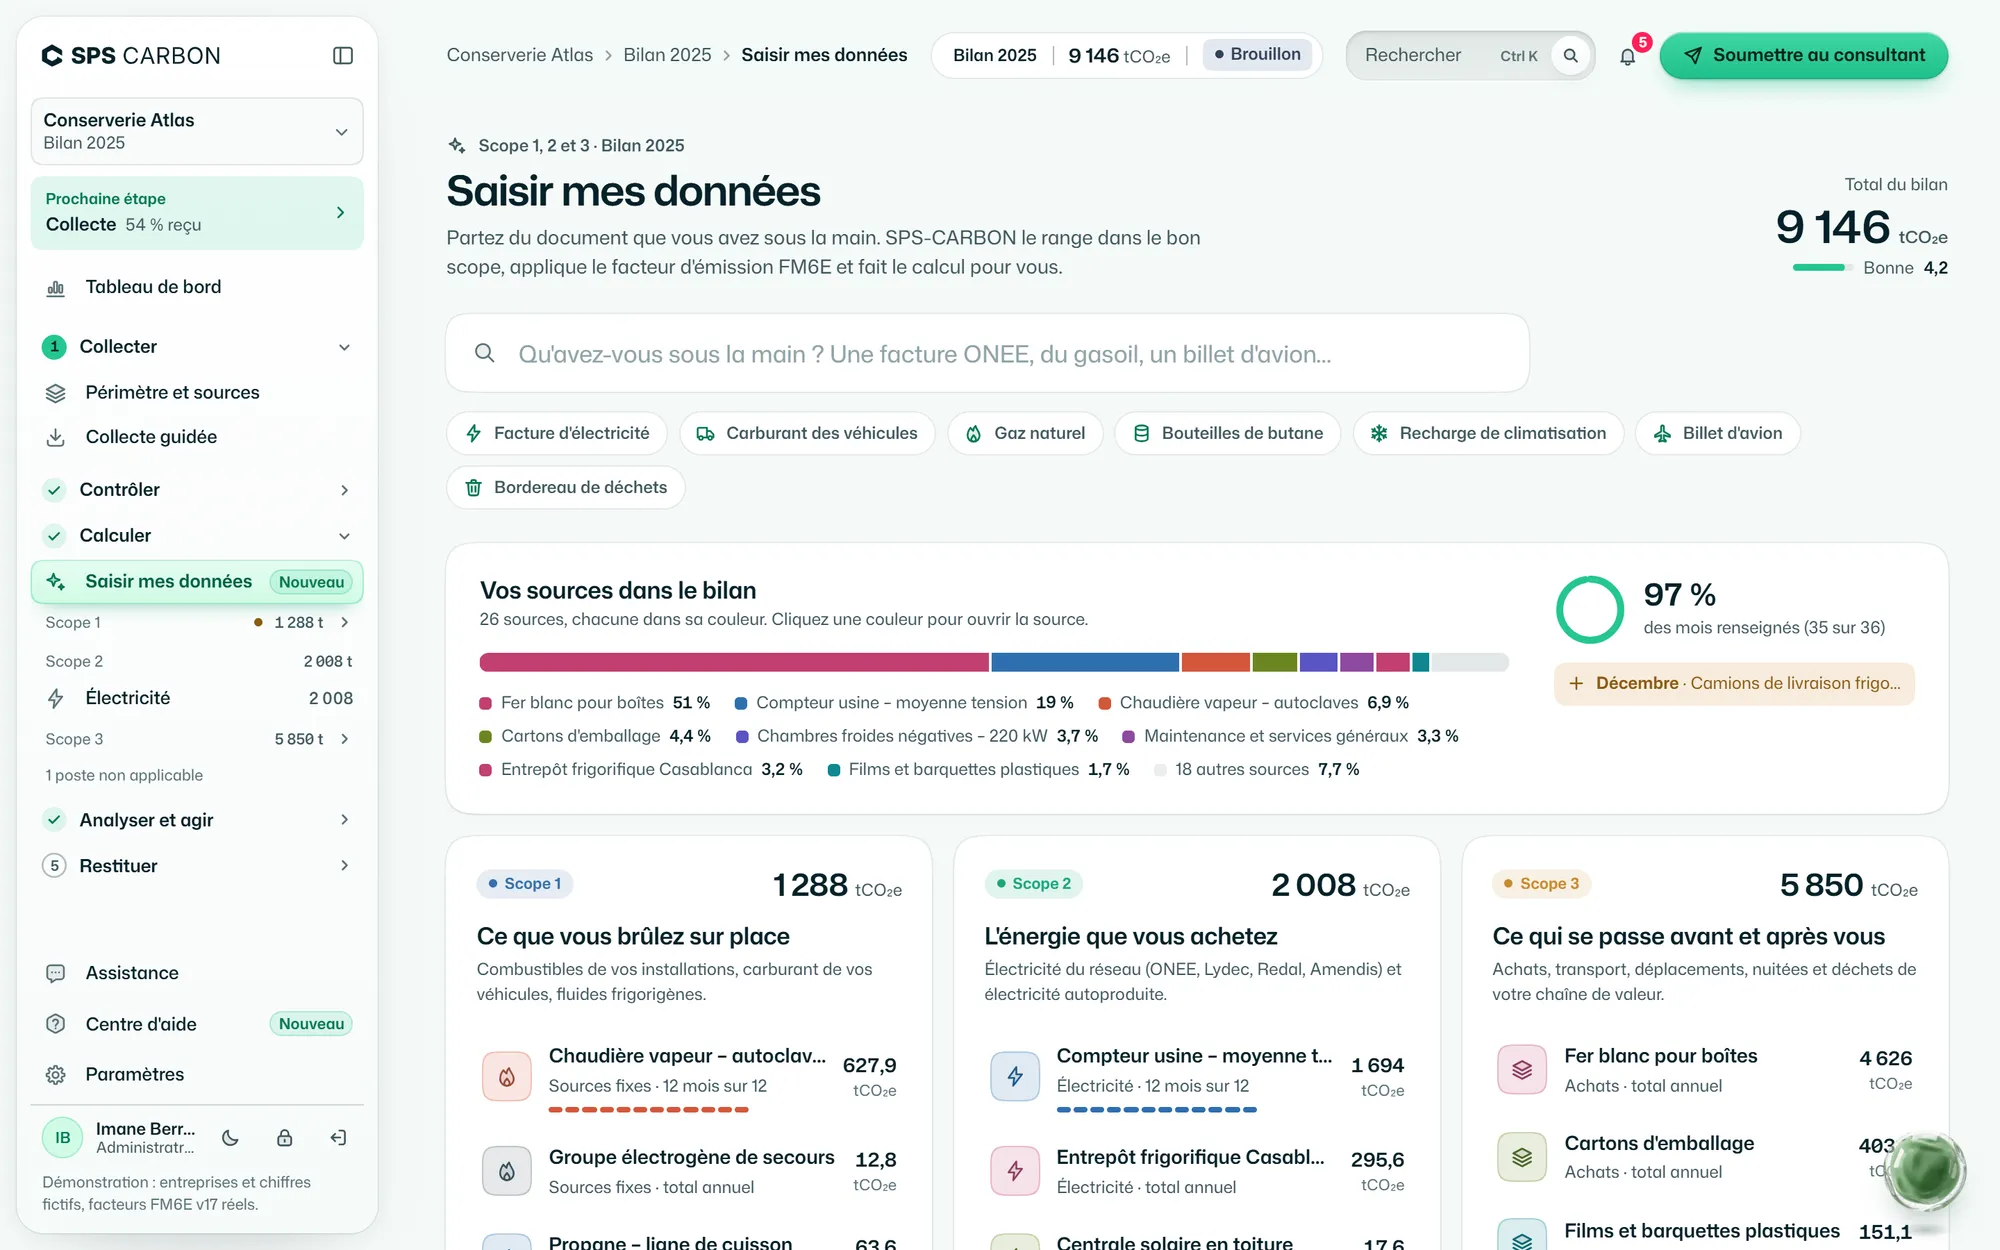 SPS CARBON
Conserverie Atlas
Bilan 2025
Prochaine étape
Collecte 54 % reçu
Tableau de bord
1 Collecter
Périmètre et sources
Collecte guidée
Contrôler
Calculer
Saisir mes données Nouveau
Scope 1 1 288 t
Scope 2 2 008 t
Électricité 2 008
Scope 3 5 850 t
1 poste non applicable
Analyser et agir
5 Restituer
Assistance
Centre d'aide Nouveau
Paramètres
IB Imane Berr...
Administratr...
Démonstration : entreprises et chiffres
fictifs, facteurs FM6E v17 réels.
Conserverie Atlas > Bilan 2025 > Saisir mes données
Bilan 2025 | 9 146 tCO₂e | Brouillon
Rechercher Ctrl K
5
Soumettre au consultant
Scope 1, 2 et 3 · Bilan 2025
Saisir mes données
Partez du document que vous avez sous la main. SPS-CARBON le range dans le bon
scope, applique le facteur d'émission FM6E et fait le calcul pour vous.
Total du bilan
9 146 tCO₂e
Bonne 4,2
Qu'avez-vous sous la main ? Une facture ONEE, du gasoil, un billet d'avion...
Facture d'électricité
Carburant des véhicules
Gaz naturel
Bouteilles de butane
Recharge de climatisation
Billet d'avion
Bordereau de déchets
Vos sources dans le bilan
26 sources, chacune dans sa couleur. Cliquez une couleur pour ouvrir la source.
Fer blanc pour boîtes 51 % Compteur usine – moyenne tension 19 % Chaudière vapeur – autoclaves 6,9 %
Cartons d'emballage 4,4 % Chambres froides négatives – 220 kW 3,7 % Maintenance et services généraux 3,3 %
Entrepôt frigorifique Casablanca 3,2 % Films et barquettes plastiques 1,7 % 18 autres sources 7,7 %
97 %
des mois renseignés (35 sur 36)
+ Décembre · Camions de livraison frigo...
Scope 1 1 288 tCO₂e
Ce que vous brûlez sur place
Combustibles de vos installations, carburant de vos
véhicules, fluides frigorigènes.
Chaudière vapeur – autoclav... 627,9
Sources fixes · 12 mois sur 12 tCO₂e
Groupe électrogène de secours 12,8
Sources fixes · total annuel tCO₂e
Propane – ligne de cuisson 63,6
Scope 2 2 008 tCO₂e
L'énergie que vous achetez
Électricité du réseau (ONEE, Lydec, Redal, Amendis) et
électricité autoproduite.
Compteur usine – moyenne t... 1 694
Électricité · 12 mois sur 12 tCO₂e
Entrepôt frigorifique Casabl... 295,6
Électricité · total annuel tCO₂e
Centrale solaire en toiture 17,6
Scope 3 5 850 tCO₂e
Ce qui se passe avant et après vous
Achats, transport, déplacements, nuitées et déchets de
votre chaîne de valeur.
Fer blanc pour boîtes 4 626
Achats · total annuel tCO₂e
Cartons d'emballage 403
Achats · total annuel
Films et barquettes plastiques 151,1